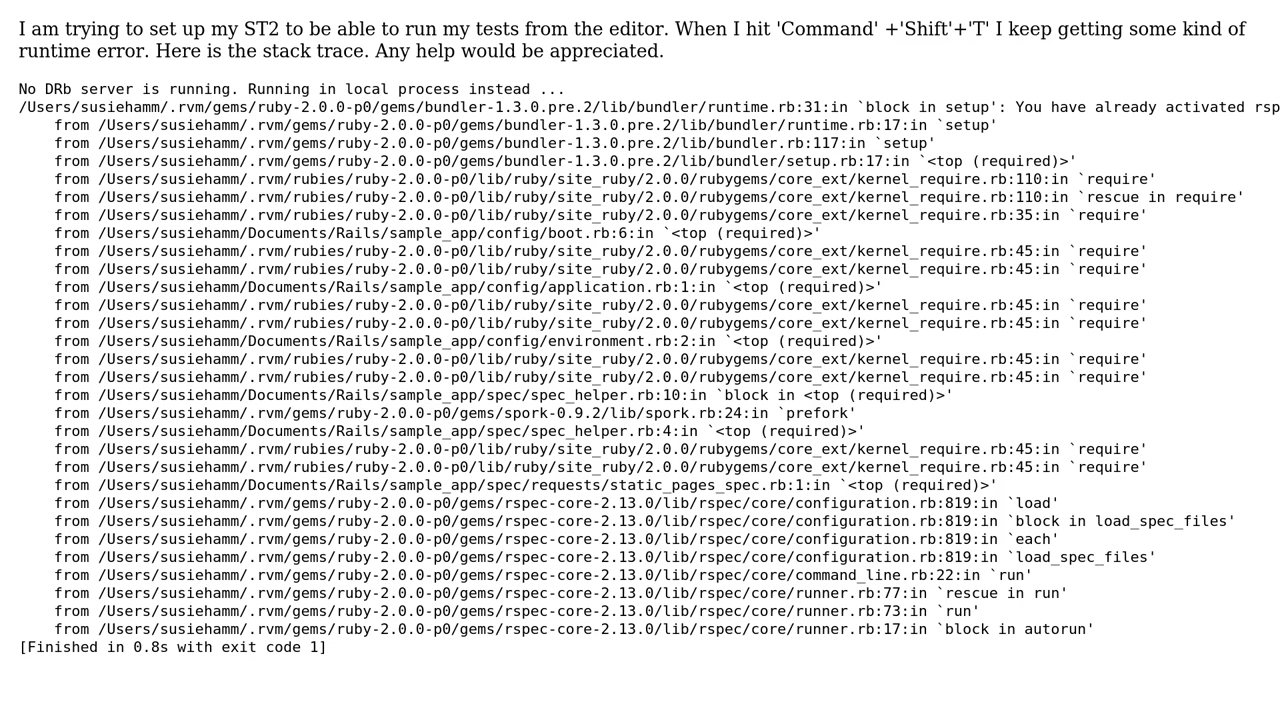 I am trying to set up my ST2 to be able to run my tests from the editor. When I hit 'Command' +'Shift'+'T' I keep getting some kind of
runtime error. Here is the stack trace. Any help would be appreciated.
No DRb server is running. Running in local process instead ...
/Users/susiehamm/.rvm/gems/ruby-2.0.0-p0/gems/bundler-1.3.0.pre.2/lib/bundler/runtime.rb:31:in `block in setup': You have already activated rsp
from /Users/susiehamm/.rvm/gems/ruby-2.0.0-p0/gems/bundler-1.3.0.pre.2/lib/bundler/runtime.rb:17:in `setup'
from /Users/susiehamm/.rvm/gems/ruby-2.0.0-p0/gems/bundler-1.3.0.pre.2/lib/bundler.rb:117:in `setup'
from /Users/susiehamm/.rvm/gems/ruby-2.0.0-p0/gems/bundler-1.3.0.pre.2/lib/bundler/setup.rb:17:in `<top (required)>'
from /Users/susiehamm/.rvm/rubies/ruby-2.0.0-p0/lib/ruby/site_ruby/2.0.0/rubygems/core_ext/kernel_require.rb:110:in `require'
from /Users/susiehamm/.rvm/rubies/ruby-2.0.0-p0/lib/ruby/site_ruby/2.0.0/rubygems/core_ext/kernel_require.rb:110:in `rescue in require'
from /Users/susiehamm/.rvm/rubies/ruby-2.0.0-p0/lib/ruby/site_ruby/2.0.0/rubygems/core_ext/kernel_require.rb:35:in `require'
from /Users/susiehamm/Documents/Rails/sample_app/config/boot.rb:6:in `<top (required)>'
from /Users/susiehamm/.rvm/rubies/ruby-2.0.0-p0/lib/ruby/site_ruby/2.0.0/rubygems/core_ext/kernel_require.rb:45:in `require'
from /Users/susiehamm/.rvm/rubies/ruby-2.0.0-p0/lib/ruby/site_ruby/2.0.0/rubygems/core_ext/kernel_require.rb:45:in `require'
from /Users/susiehamm/Documents/Rails/sample_app/config/application.rb:1:in `<top (required)>'
from /Users/susiehamm/.rvm/rubies/ruby-2.0.0-p0/lib/ruby/site_ruby/2.0.0/rubygems/core_ext/kernel_require.rb:45:in `require'
from /Users/susiehamm/.rvm/rubies/ruby-2.0.0-p0/lib/ruby/site_ruby/2.0.0/rubygems/core_ext/kernel_require.rb:45:in `require'
from /Users/susiehamm/Documents/Rails/sample_app/config/environment.rb:2:in `<top (required)>'
from /Users/susiehamm/.rvm/rubies/ruby-2.0.0-p0/lib/ruby/site_ruby/2.0.0/rubygems/core_ext/kernel_require.rb:45:in `require'
from /Users/susiehamm/.rvm/rubies/ruby-2.0.0-p0/lib/ruby/site_ruby/2.0.0/rubygems/core_ext/kernel_require.rb:45:in `require'
from /Users/susiehamm/Documents/Rails/sample_app/spec/spec_helper.rb:10:in `block in <top (required)>'
from /Users/susiehamm/.rvm/gems/ruby-2.0.0-p0/gems/spork-0.9.2/lib/spork.rb:24:in `prefork'
from /Users/susiehamm/Documents/Rails/sample_app/spec/spec_helper.rb:4:in `<top (required)>'
from /Users/susiehamm/.rvm/rubies/ruby-2.0.0-p0/lib/ruby/site_ruby/2.0.0/rubygems/core_ext/kernel_require.rb:45:in `require'
from /Users/susiehamm/.rvm/rubies/ruby-2.0.0-p0/lib/ruby/site_ruby/2.0.0/rubygems/core_ext/kernel_require.rb:45:in `require'
from /Users/susiehamm/Documents/Rails/sample_app/spec/requests/static_pages_spec.rb:1:in `<top (required)>'
from /Users/susiehamm/.rvm/gems/ruby-2.0.0-p0/gems/rspec-core-2.13.0/lib/rspec/core/configuration.rb:819:in `load'
from /Users/susiehamm/.rvm/gems/ruby-2.0.0-p0/gems/rspec-core-2.13.0/lib/rspec/core/configuration.rb:819:in `block in load_spec_files'
from /Users/susiehamm/.rvm/gems/ruby-2.0.0-p0/gems/rspec-core-2.13.0/lib/rspec/core/configuration.rb:819:in `each'
from /Users/susiehamm/.rvm/gems/ruby-2.0.0-p0/gems/rspec-core-2.13.0/lib/rspec/core/configuration.rb:819:in `load_spec_files'
from /Users/susiehamm/.rvm/gems/ruby-2.0.0-p0/gems/rspec-core-2.13.0/lib/rspec/core/command_line.rb:22:in `run'
from /Users/susiehamm/.rvm/gems/ruby-2.0.0-p0/gems/rspec-core-2.13.0/lib/rspec/core/runner.rb:77:in `rescue in run'
from /Users/susiehamm/.rvm/gems/ruby-2.0.0-p0/gems/rspec-core-2.13.0/lib/rspec/core/runner.rb:73:in `run'
from /Users/susiehamm/.rvm/gems/ruby-2.0.0-p0/gems/rspec-core-2.13.0/lib/rspec/core/runner.rb:17:in `block in autorun'
[Finished in 0.8s with exit code 1]